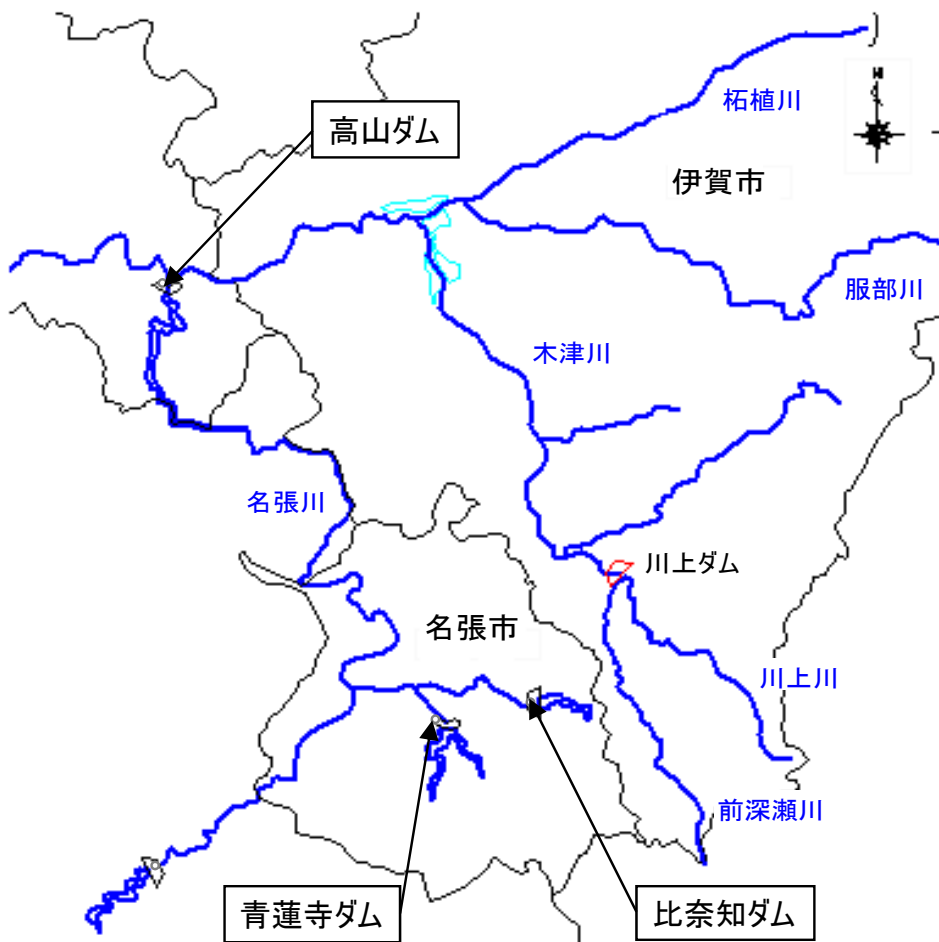 柘植川
高山ダム
N
伊賀市
服部川
木津川
名張川
川上ダム
名張市
川上川
前深瀬川
青蓮寺ダム
比奈知ダム